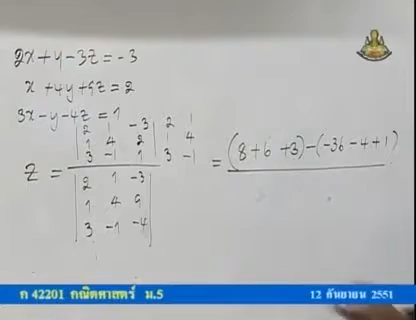 2x+y-3z=-3
x+4y+9z=2
3x-y-4z=1
z = | 2 1 -3 | 2 1
| 1 4 2 | 1 4
| 3 -1 1 | 3 -1
| 2 1 -3 |
| 1 4 9 |
| 3 -1 -4 |
= (8+6+3)-(-36-4+1)
ก 42201 คณิตศาสตร์ ม.5
12 กันยายน 2551